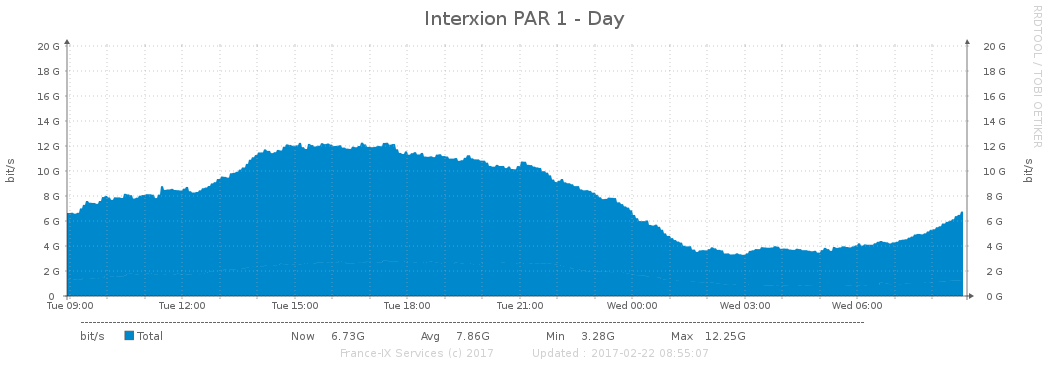 Interxion PAR 1 - Day
RRDTOOL / TOBI OETIKER
20 G 20 G
18 G 18 G
16 G 16 G
14 G 14 G
12 G 12 G
10 G 10 G
8 G 8 G
6 G 6 G
4 G 4 G
2 G 2 G
0 0 G
bit/s
bit/s
Tue 09:00 Tue 12:00 Tue 15:00 Tue 18:00 Tue 21:00 Wed 00:00 Wed 03:00 Wed 06:00
bit/s Total Now 6.73G Avg 7.86G Min 3.28G Max 12.25G
France-IX Services (c) 2017 Updated : 2017-02-22 08:55:07